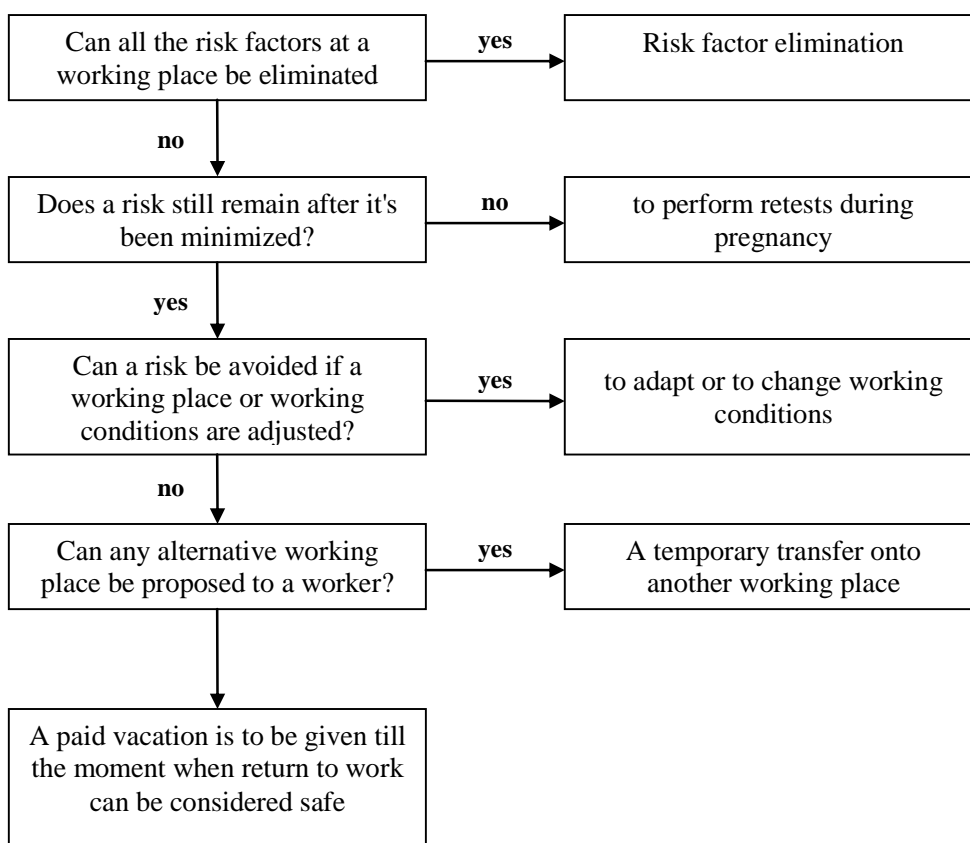 Can all the risk factors at a
working place be eliminated
yes
Risk factor elimination
no
Does a risk still remain after it's
been minimized?
no
to perform retests during
pregnancy
yes
Can a risk be avoided if a
working place or working
conditions are adjusted?
yes
to adapt or to change working
conditions
no
Can any alternative working
place be proposed to a worker?
yes
A temporary transfer onto
another working place
A paid vacation is to be given till
the moment when return to work
can be considered safe